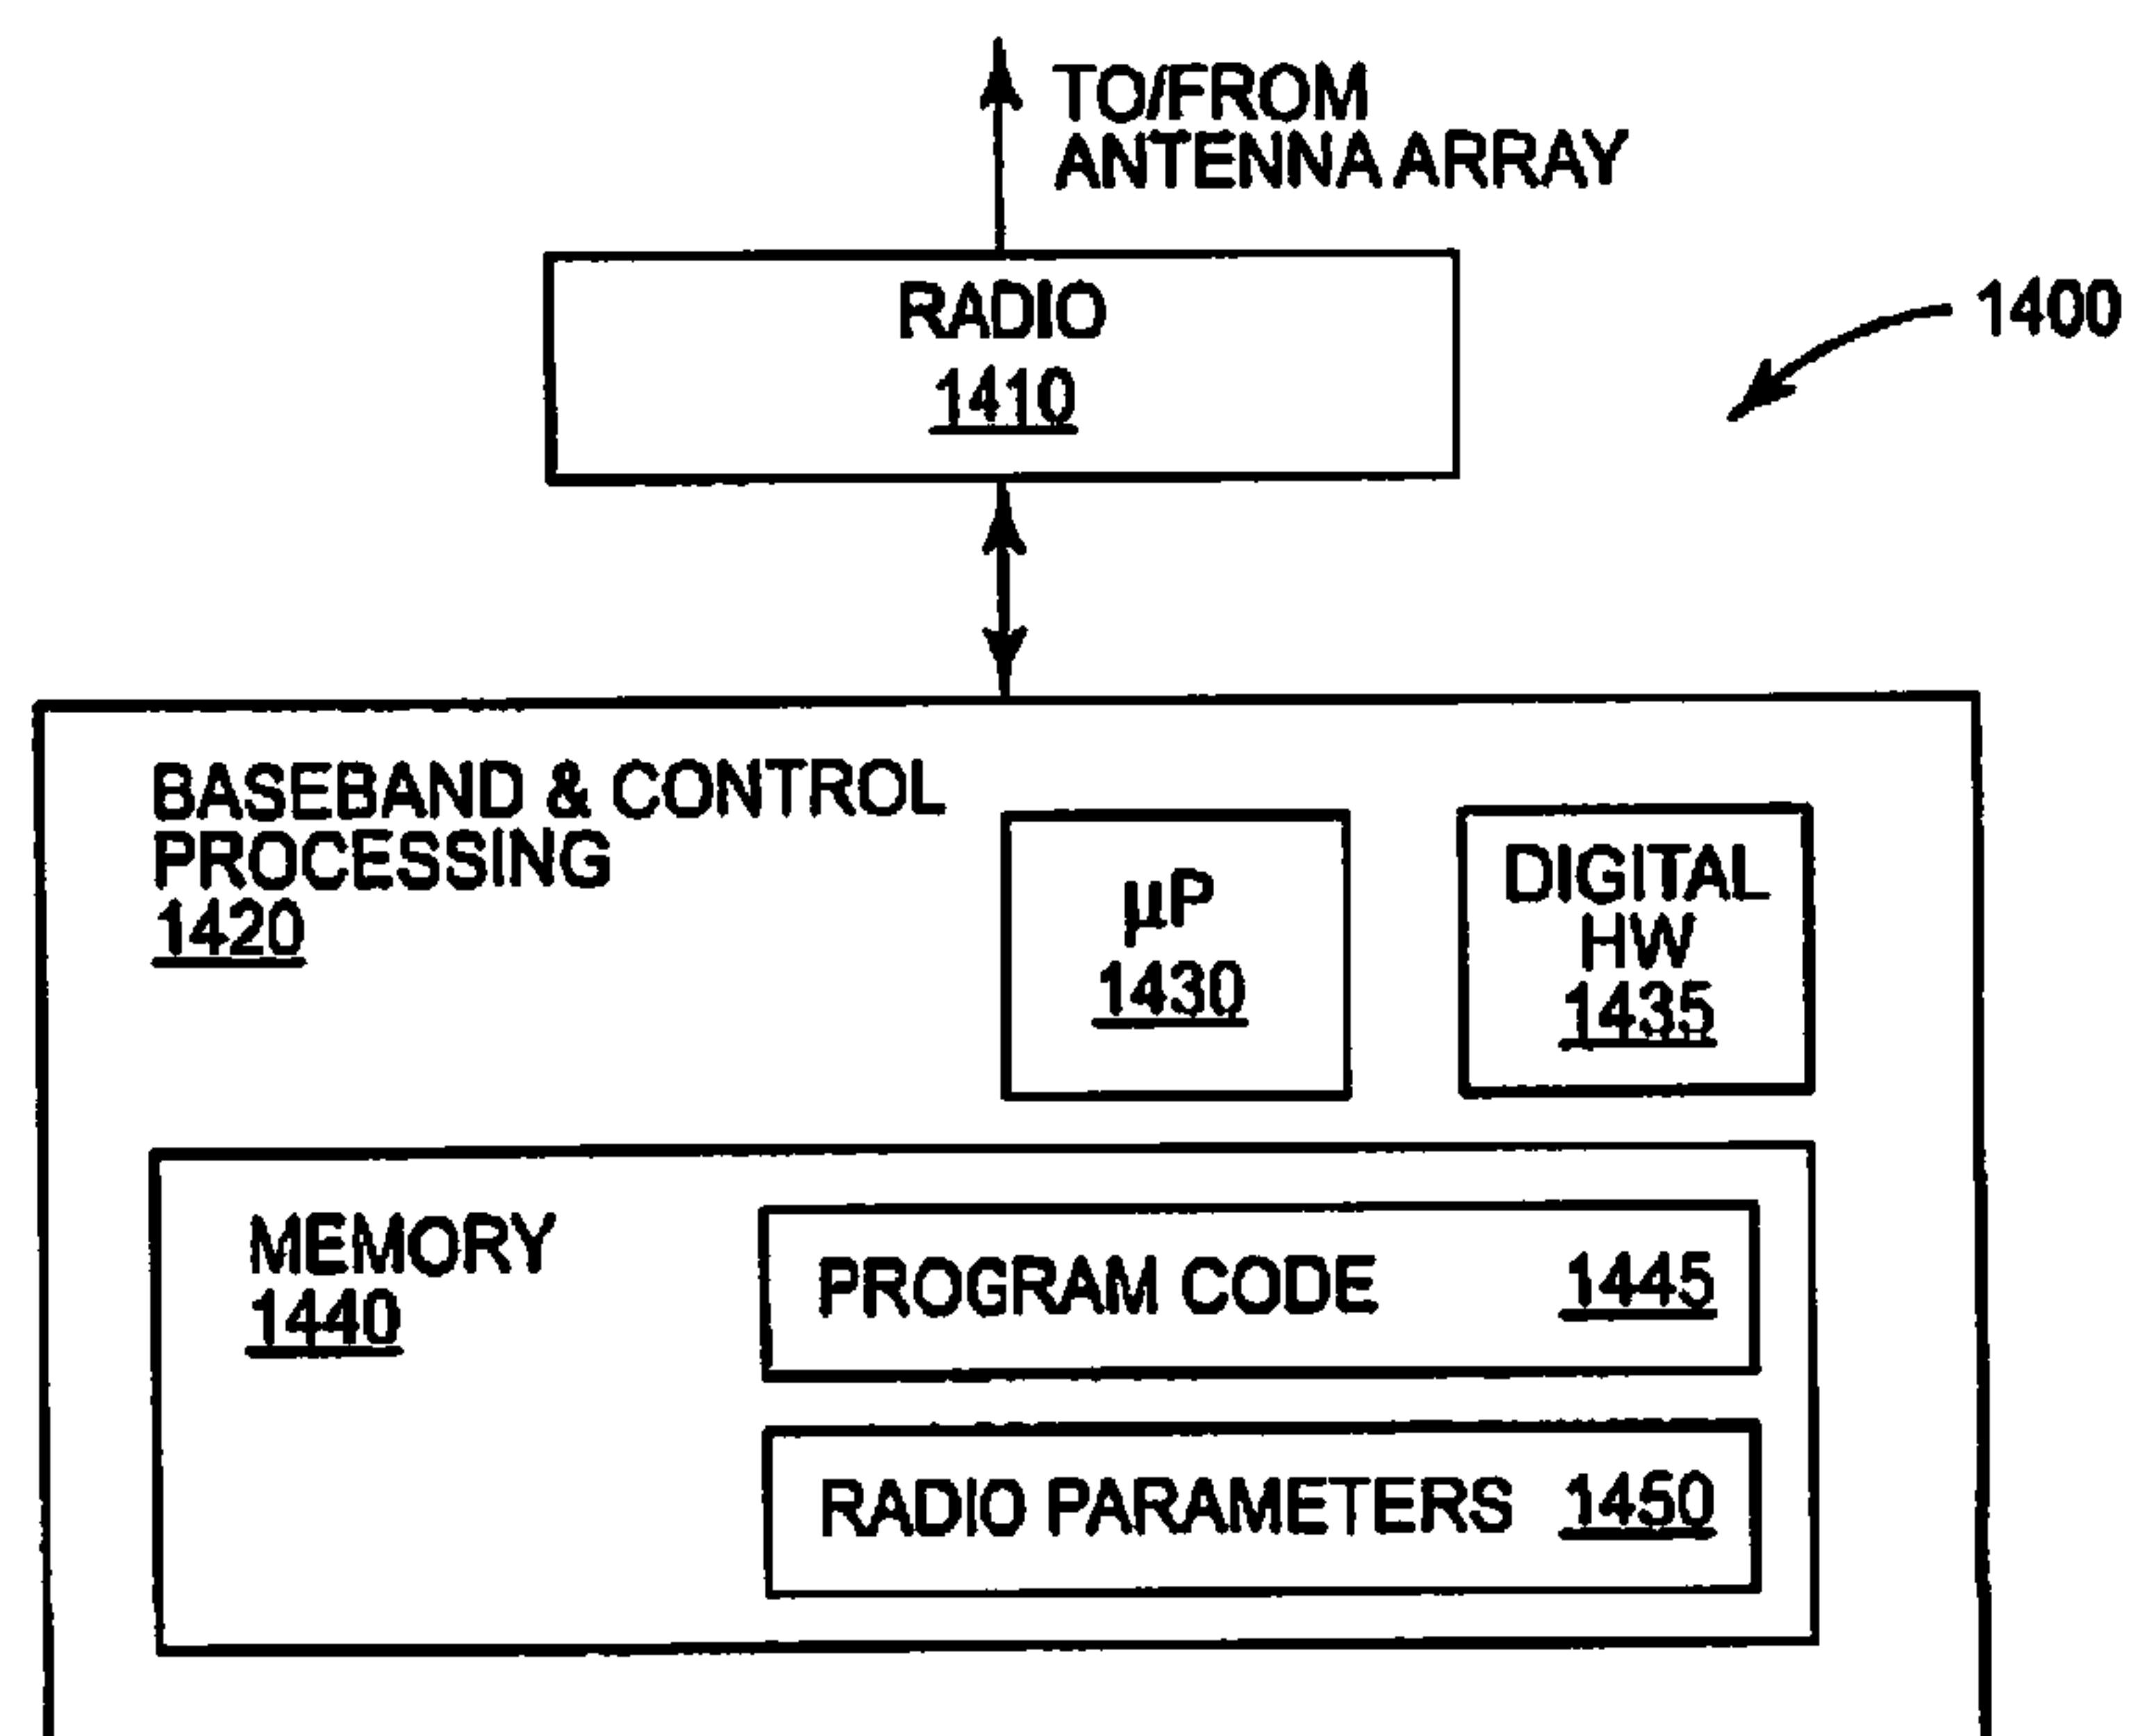 TO/FROM
ANTENNA ARRAY
RADIO
1410
1400
BASEBAND & CONTROL
PROCESSING
1420
µP
1430
DIGITAL
HW
1435
MEMORY
1440
PROGRAM CODE 1445
RADIO PARAMETERS 1450